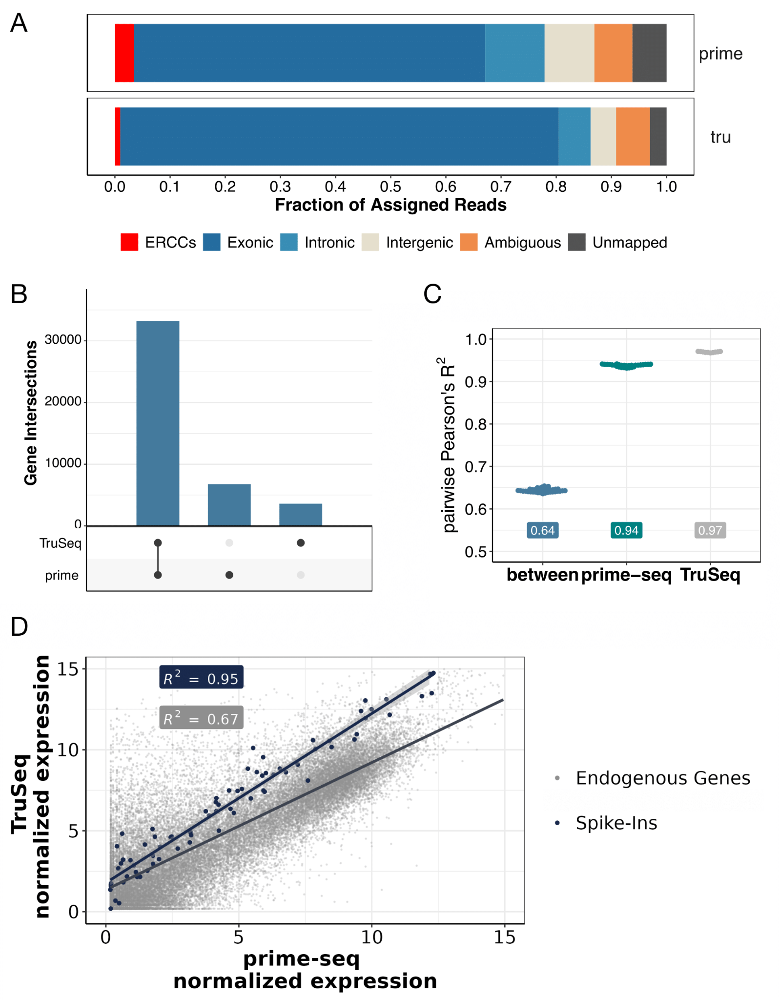 A
prime
tru
0.0 0.1 0.2 0.3 0.4 0.5 0.6 0.7 0.8 0.9 1.0
Fraction of Assigned Reads
ERCCs Exonic Intronic Intergenic Ambiguous Unmapped
B
Gene Intersections
30000
20000
10000
0
TruSeq
prime
C
pairwise Pearson's R²
1.0
0.9
0.8
0.7
0.6
0.5
0.64 0.94 0.97
between prime−seq TruSeq
D
TruSeq
normalized expression
15
10
5
0
R² = 0.95
R² = 0.67
0 5 10 15
prime-seq
normalized expression
Endogenous Genes
Spike-Ins